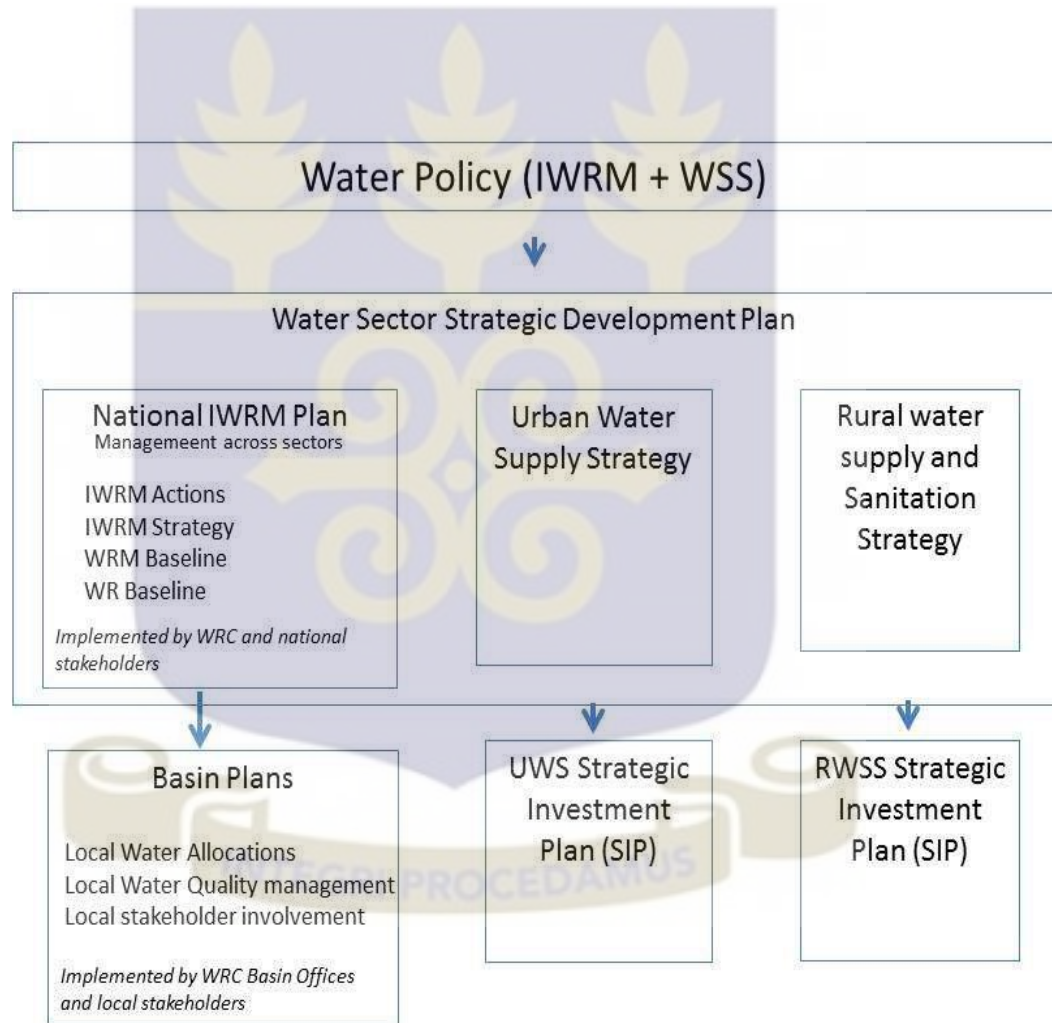 Water Policy (IWRM + WSS)
Water Sector Strategic Development Plan
National IWRM Plan
Managemeent across sectors
IWRM Actions
IWRM Strategy
WRM Baseline
WR Baseline
Implemented by WRC and national
stakeholders
Urban Water
Supply Strategy
Rural water
supply and
Sanitation
Strategy
Basin Plans
Local Water Allocations
Local Water Quality management
Local stakeholder involvement
Implemented by WRC Basin Offices
and local stakeholders
UWS Strategic
Investment
Plan (SIP)
RWSS Strategic
Investment
Plan (SIP)
INTEGRI PROCEDAMUS